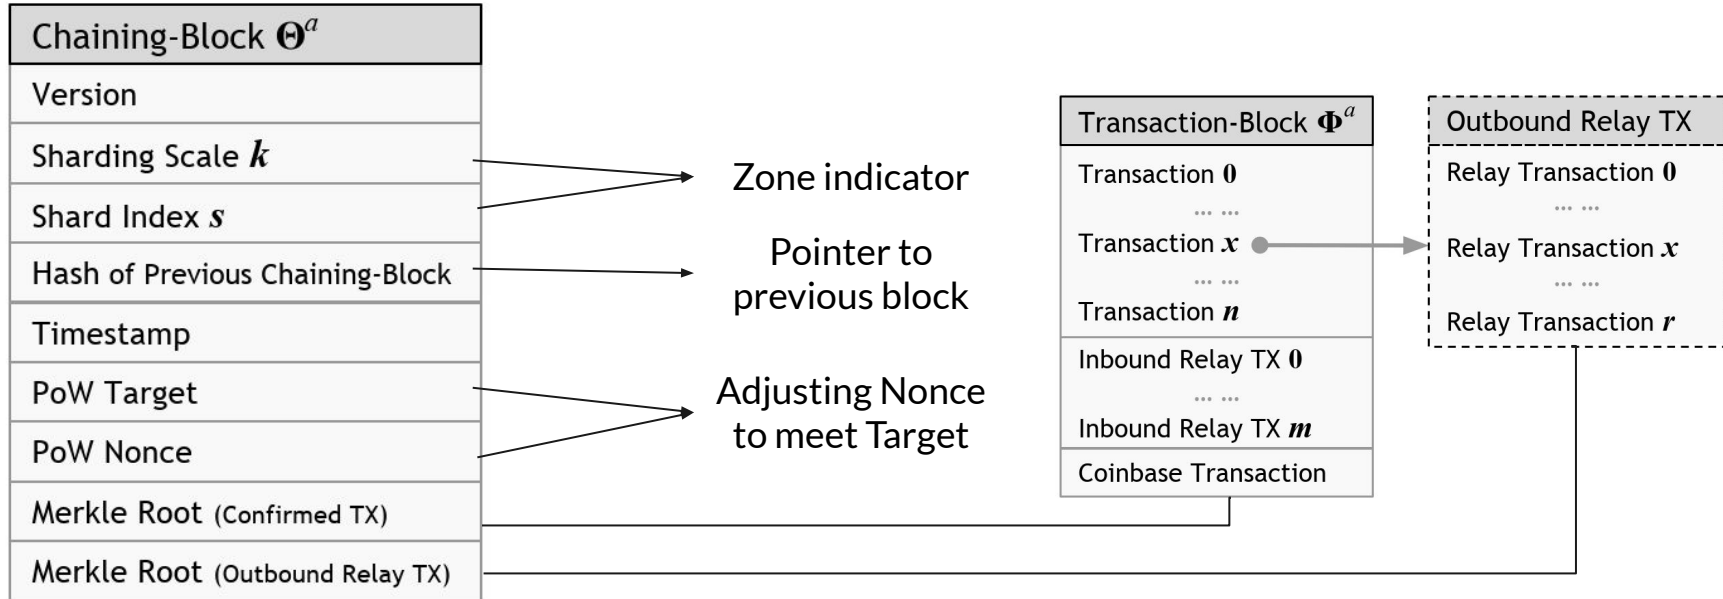 Chaining-Block Θᵃ
Version
Sharding Scale k
Shard Index s
Hash of Previous Chaining-Block
Timestamp
PoW Target
PoW Nonce
Merkle Root (Confirmed TX)
Merkle Root (Outbound Relay TX)
Zone indicator
Pointer to
previous block
Adjusting Nonce
to meet Target
Transaction-Block Φᵃ
Transaction 0
... ...
Transaction x
... ...
Transaction n
Inbound Relay TX 0
... ...
Inbound Relay TX m
Coinbase Transaction
Outbound Relay TX
Relay Transaction 0
... ...
Relay Transaction x
... ...
Relay Transaction r